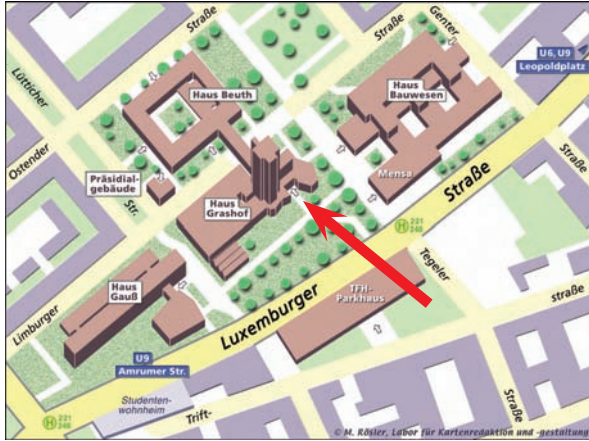 Straße
Genter
Straße
U6, U9
Leopoldplatz
Lütticher
Haus Beuth
Haus
Bauwesen
Ostender
Präsidial-
gebäude
Mensa
Straße
Str.
Haus
Grashof
H 221
248
Tegeler
Haus
Gauß
TFH-
Parkhaus
straße
Limburger
Luxemburger
U9
Amrumer Str.
Studenten-
wohnheim
H 221
248
Trift-
Straße
© M. Rösler, Labor für Kartenredaktion und -gestaltung